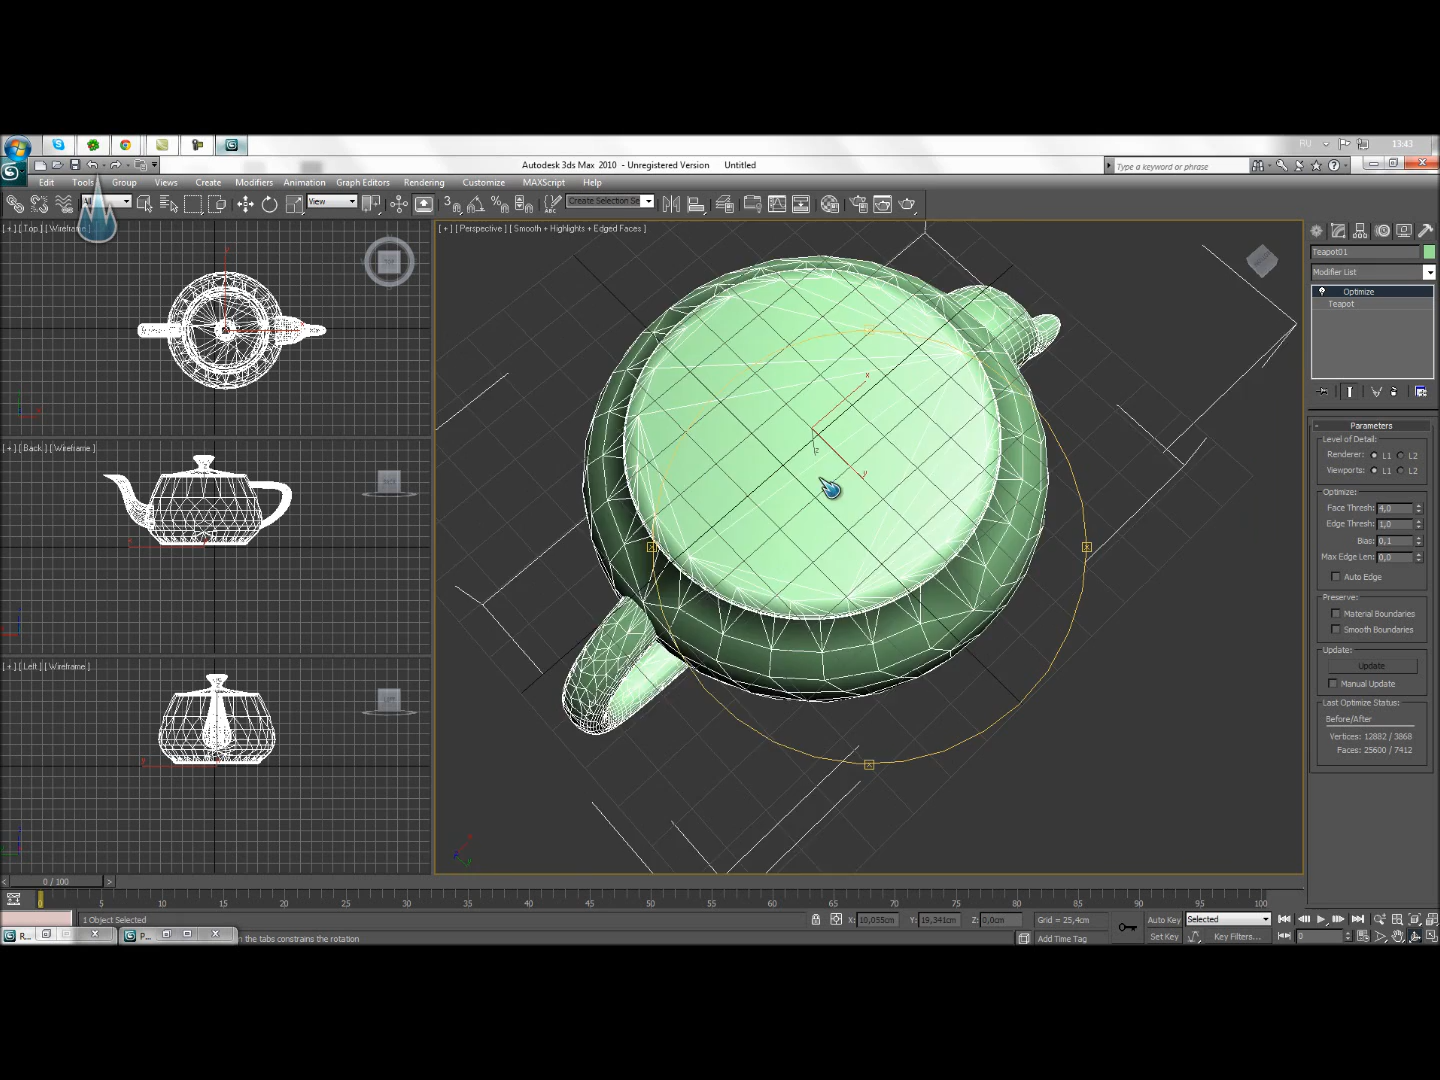 RU
13:43
Autodesk 3ds Max 2010 - Unregistered Version Untitled
Type a keyword or phrase
Edit Tools Group Views Create Modifiers Animation Graph Editors Rendering Customize MAXScript Help
View
3
ABC
Create Selection Se
[ + ] [ Top ] [ Wireframe ]
[ + ] [ Perspective ] [ Smooth + Highlights + Edged Faces ]
Teapot01
Modifier List
Optimize
Teapot
x
z
y
Parameters
Level of Detail:
Renderer: L1 L2
Viewports: L1 L2
[ + ] [ Back ] [ Wireframe ]
Optimize:
Face Thresh: 4,0
Edge Thresh: 1,0
Bias: 0,1
Max Edge Len: 0,0
Auto Edge
Preserve:
Material Boundaries
Smooth Boundaries
Update:
Update
Manual Update
[ + ] [ Left ] [ Wireframe ]
Last Optimize Status:
Before/After
Vertices: 12882 / 3868
Faces: 25600 / 7412
< 0 / 100 >
0 5 10 15 20 25 30 35 40 45 50 55 60 65 70 75 80 85 90 95 100
1 Object Selected
X: 10,055cm Y: 19,341cm Z: 0,0cm Grid = 25,4cm
Auto Key Selected
R... P...
n the tabs constrans the rotation
Add Time Tag
Set Key Key Filters... 0